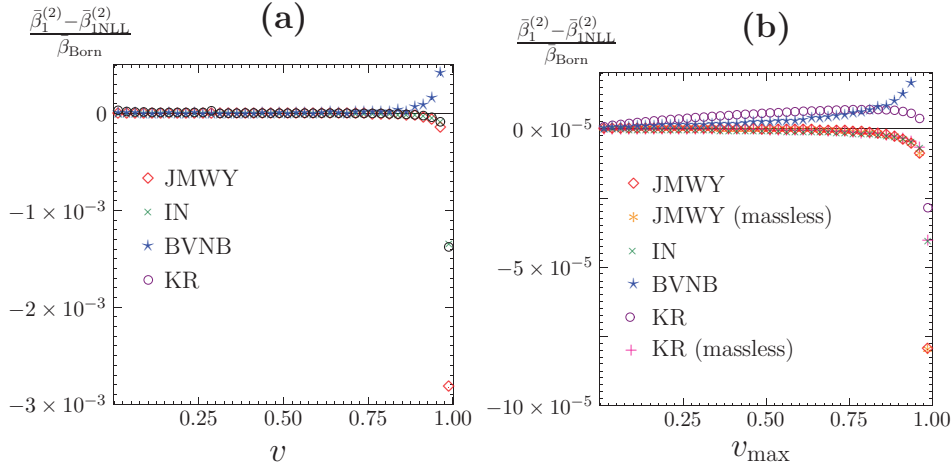 (a)
β̄₁⁽²⁾−β̄₁NLL⁽²⁾
β̄Born
0
−1 × 10⁻³
−2 × 10⁻³
−3 × 10⁻³
JMWY
IN
BVNB
KR
0.25 0.50 0.75 1.00
v
(b)
β̄₁⁽²⁾−β̄₁NLL⁽²⁾
β̄Born
0 × 10⁻⁵
−5 × 10⁻⁵
−10 × 10⁻⁵
JMWY
JMWY (massless)
IN
BVNB
KR
KR (massless)
0.25 0.50 0.75 1.00
vmax